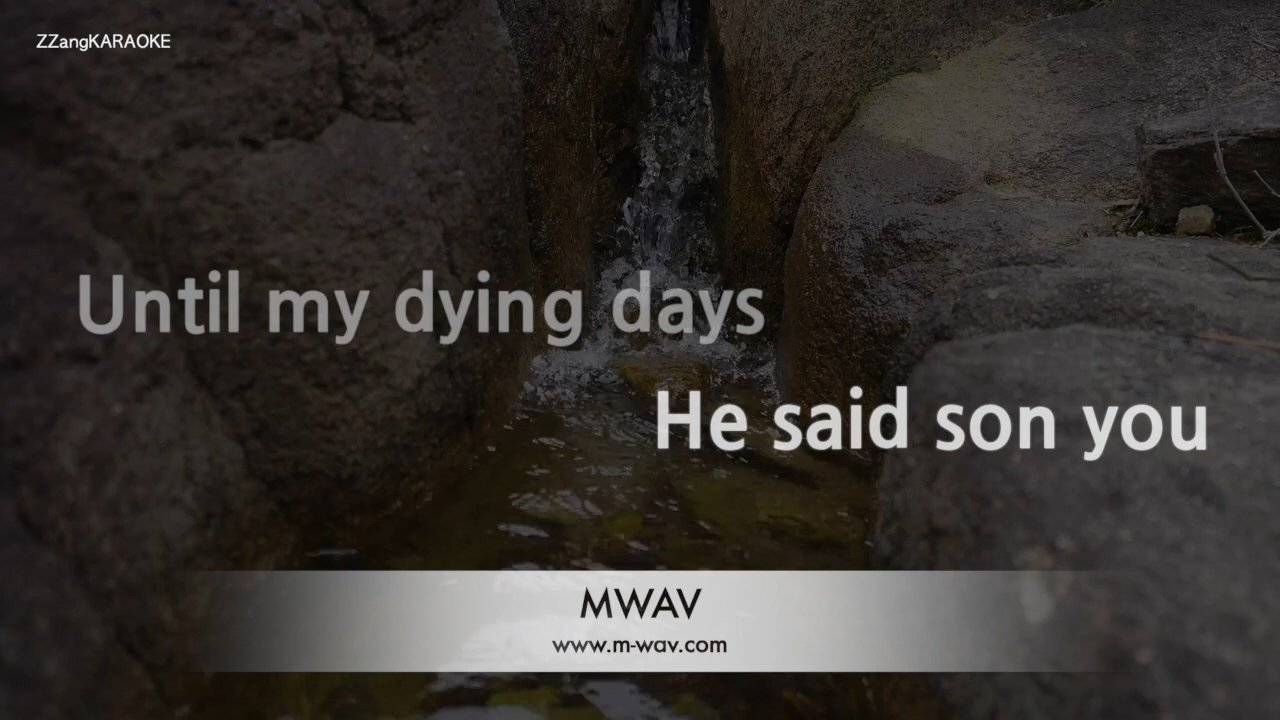 ZZangKARAOKE
Until my dying days
He said son you
MWAV
www.m-wav.com